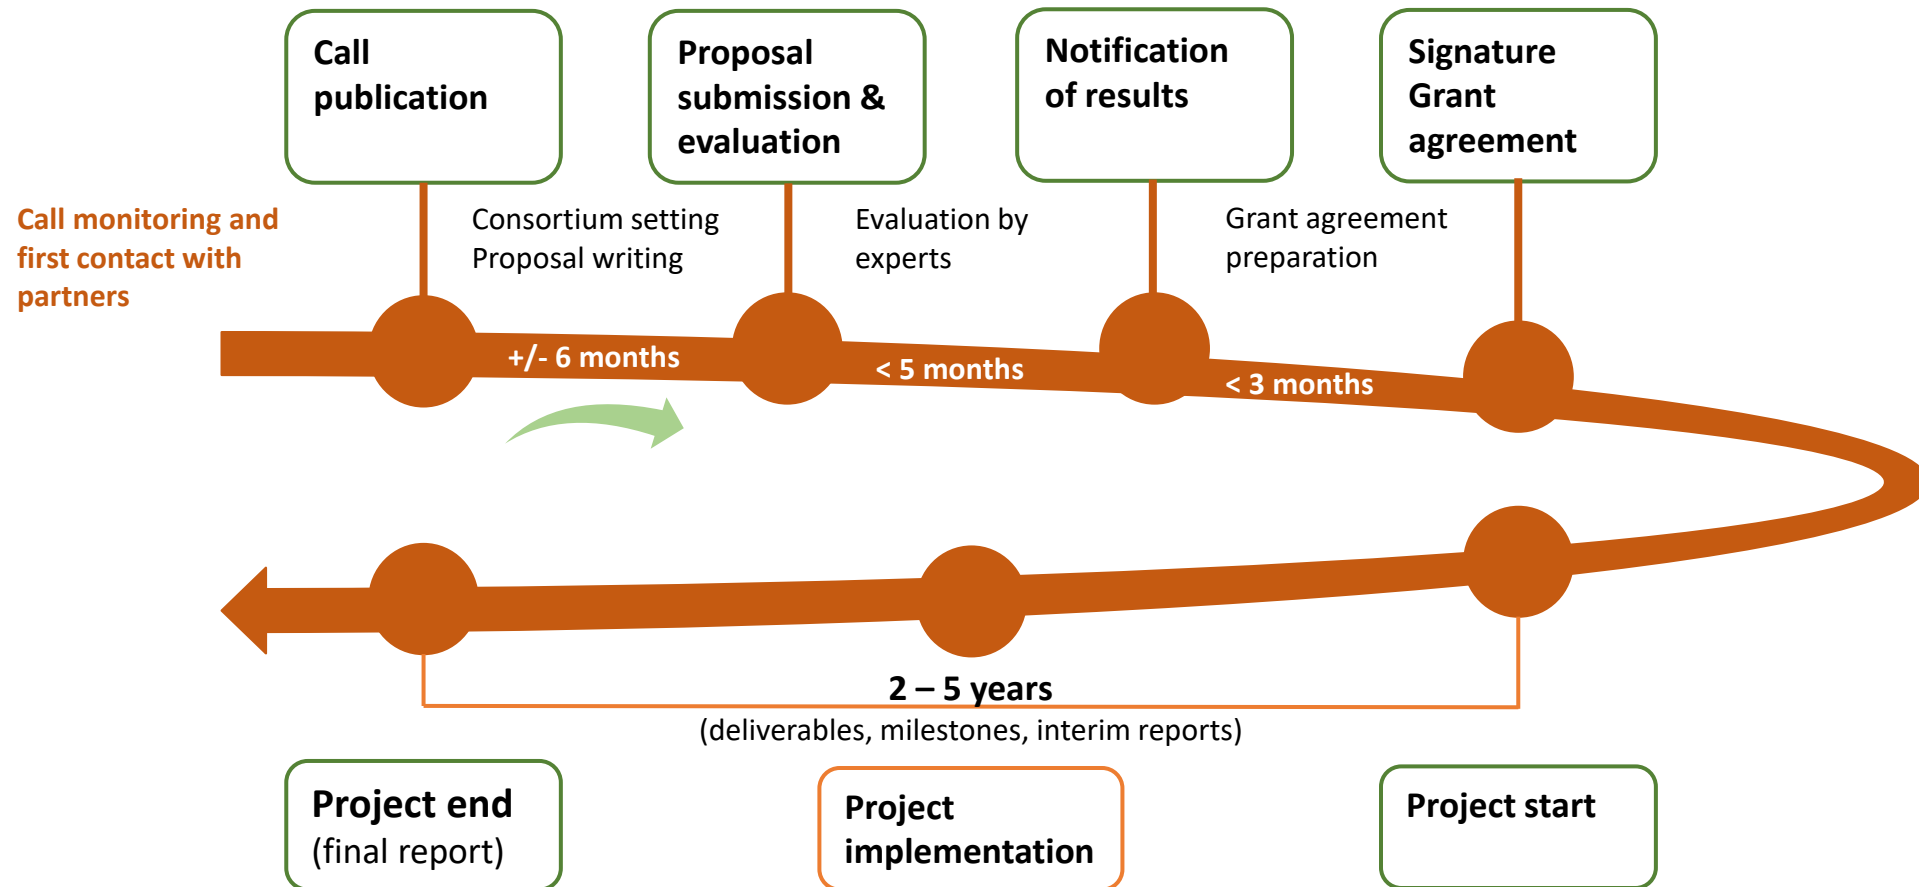 Call
publication
Proposal
submission &
evaluation
Notification
of results
Signature
Grant
agreement
Call monitoring and
first contact with
partners
Consortium setting
Proposal writing
Evaluation by
experts
Grant agreement
preparation
+/- 6 months
< 5 months
< 3 months
2 – 5 years
(deliverables, milestones, interim reports)
Project end
(final report)
Project
implementation
Project start